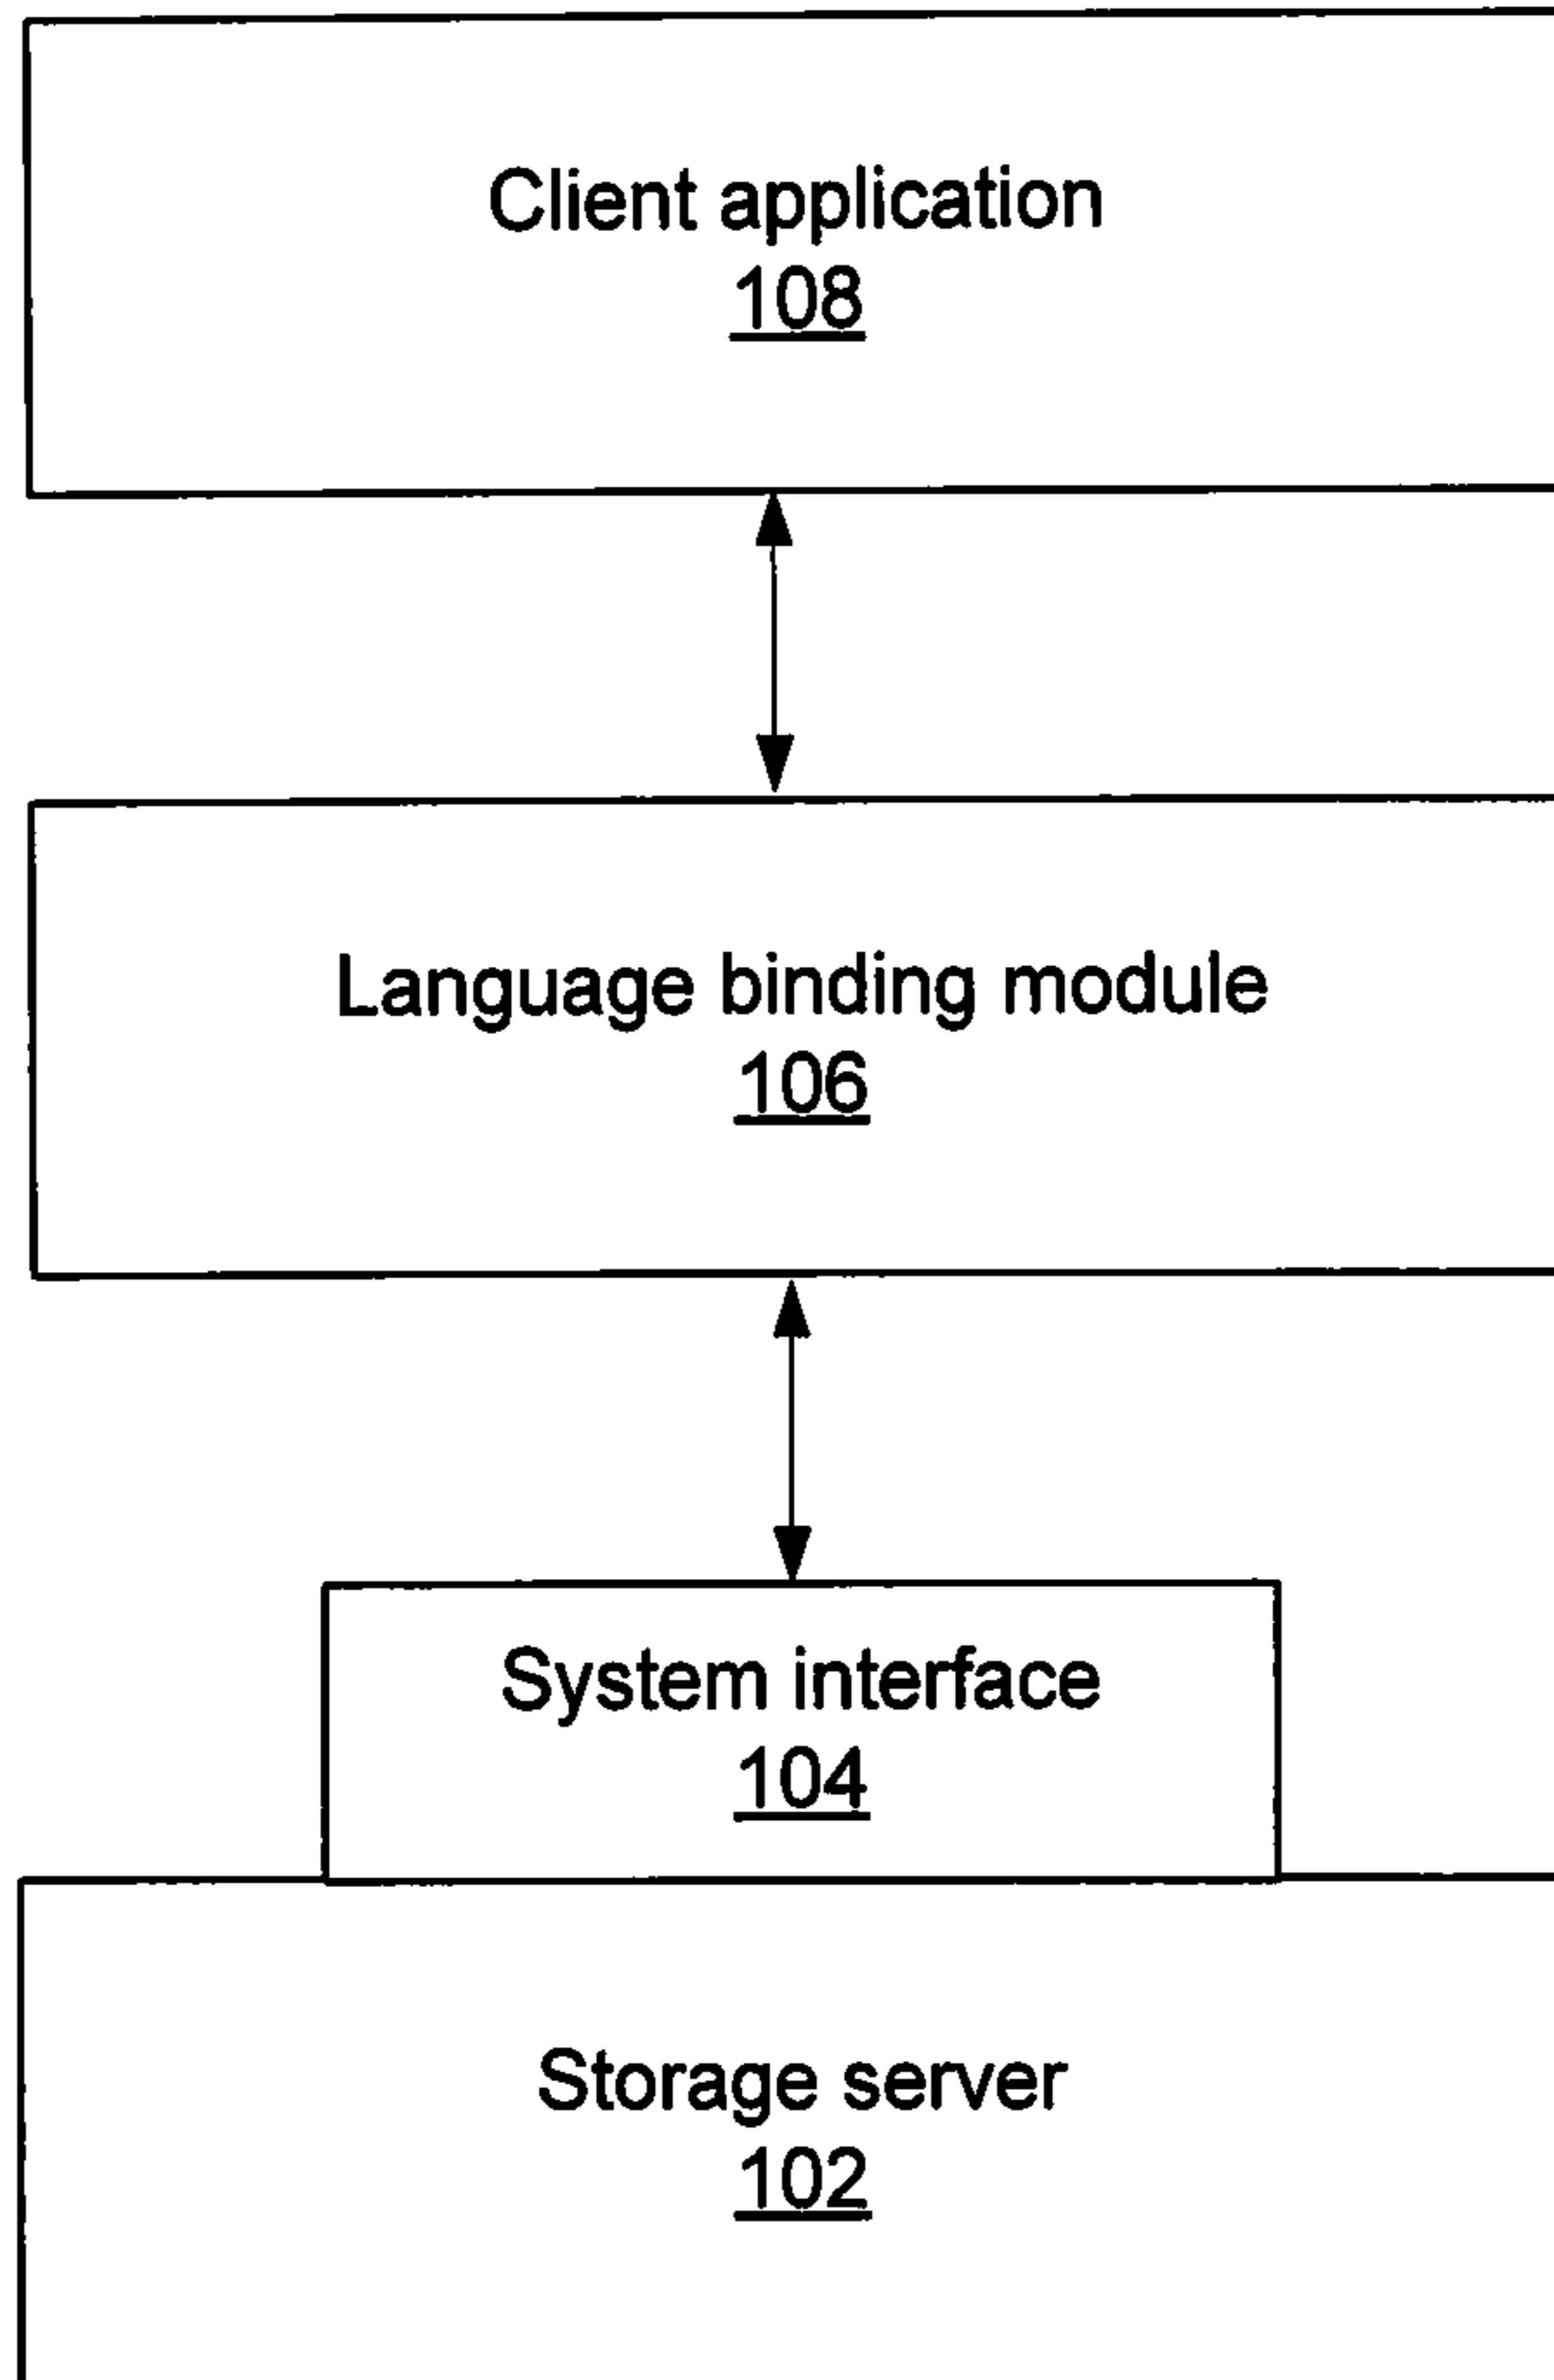 Client application
108
Language binding module
106
System interface
104
Storage server
102